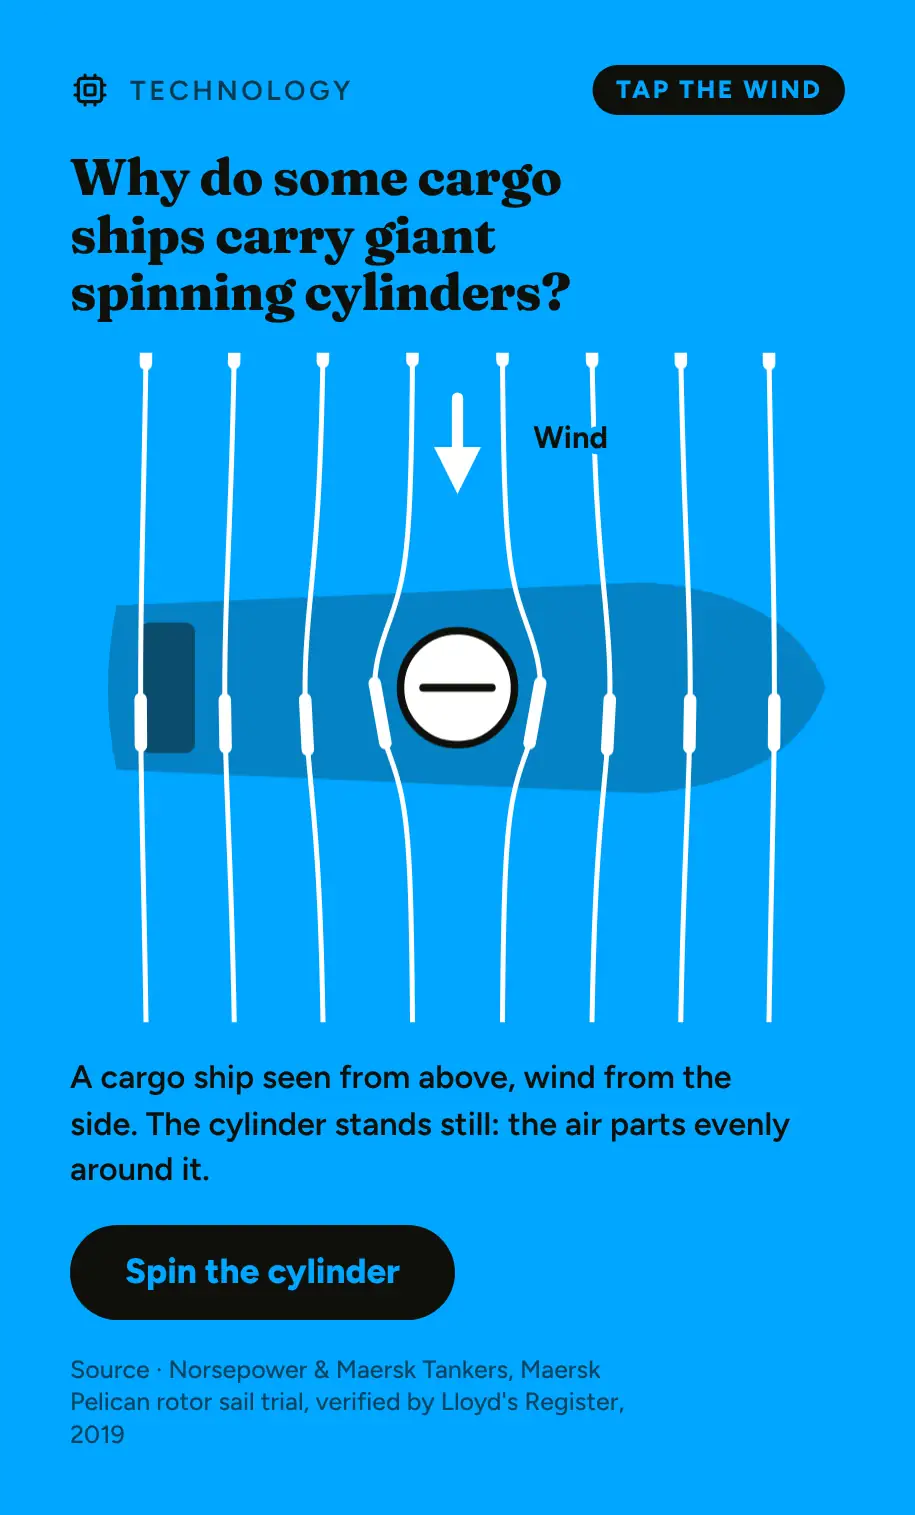 TECHNOLOGY
TAP THE WIND
Why do some cargo
ships carry giant
spinning cylinders?
Wind
A cargo ship seen from above, wind from the
side. The cylinder stands still: the air parts evenly
around it.
Spin the cylinder
Source · Norsepower & Maersk Tankers, Maersk
Pelican rotor sail trial, verified by Lloyd's Register,
2019